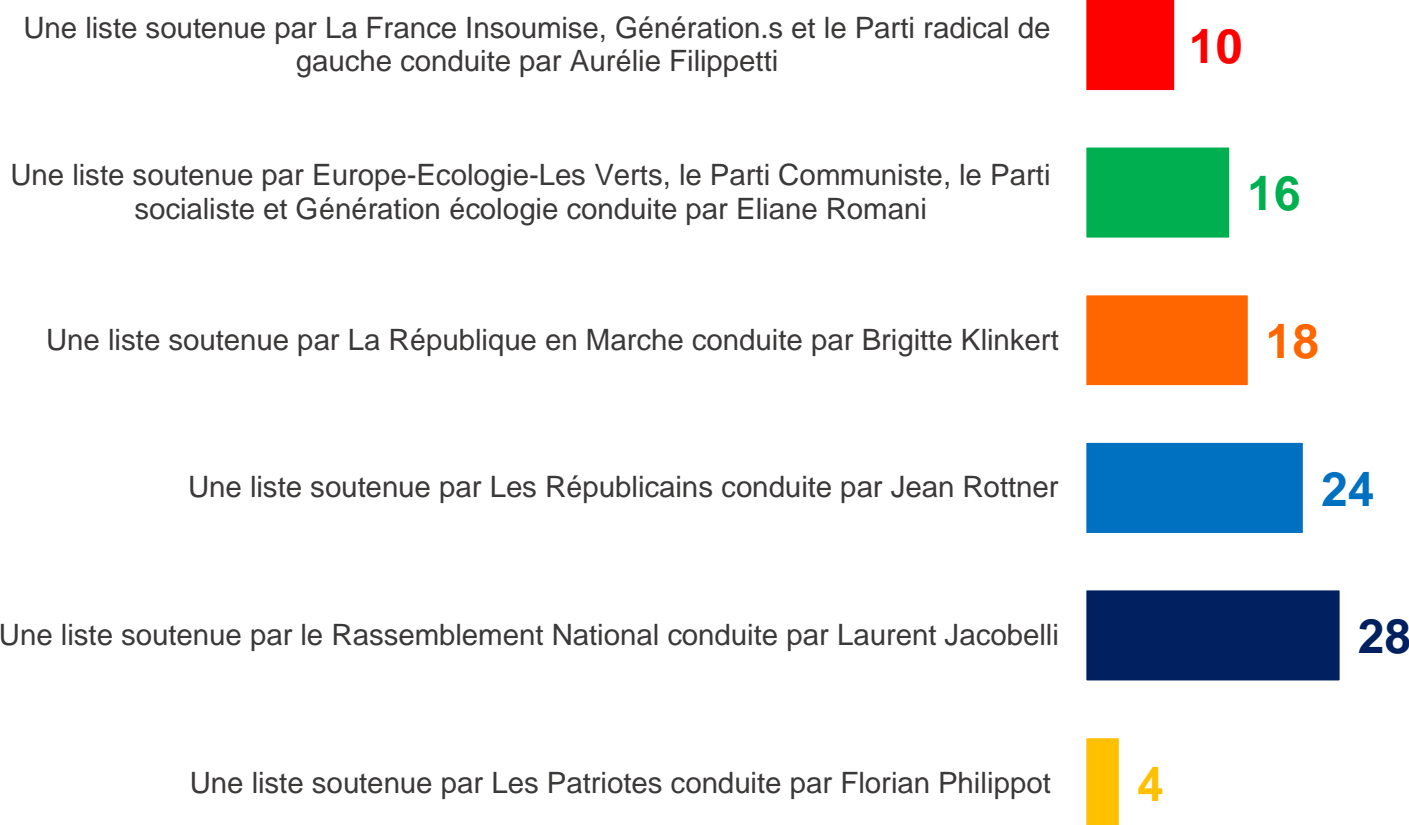 Une liste soutenue par La France Insoumise, Génération.s et le Parti radical de
gauche conduite par Aurélie Filippetti
10
Une liste soutenue par Europe-Ecologie-Les Verts, le Parti Communiste, le Parti
socialiste et Génération écologie conduite par Eliane Romani
16
Une liste soutenue par La République en Marche conduite par Brigitte Klinkert
18
Une liste soutenue par Les Républicains conduite par Jean Rottner
24
Une liste soutenue par le Rassemblement National conduite par Laurent Jacobelli
28
Une liste soutenue par Les Patriotes conduite par Florian Philippot
4